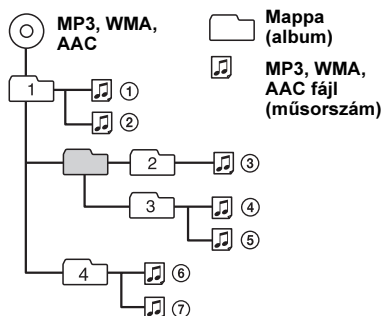 MP3, WMA,
AAC
Mappa
(album)
MP3, WMA,
AAC fájl
(műsorszám)
1
①
②
2
③
3
④
⑤
4
⑥
⑦